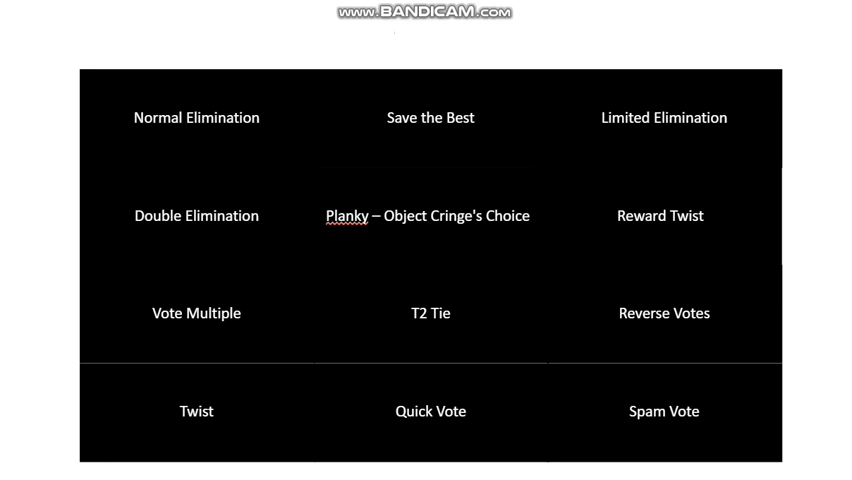 www.BANDICAM.com
Normal Elimination
Save the Best
Limited Elimination
Double Elimination
Planky – Object Cringe's Choice
Reward Twist
Vote Multiple
T2 Tie
Reverse Votes
Twist
Quick Vote
Spam Vote